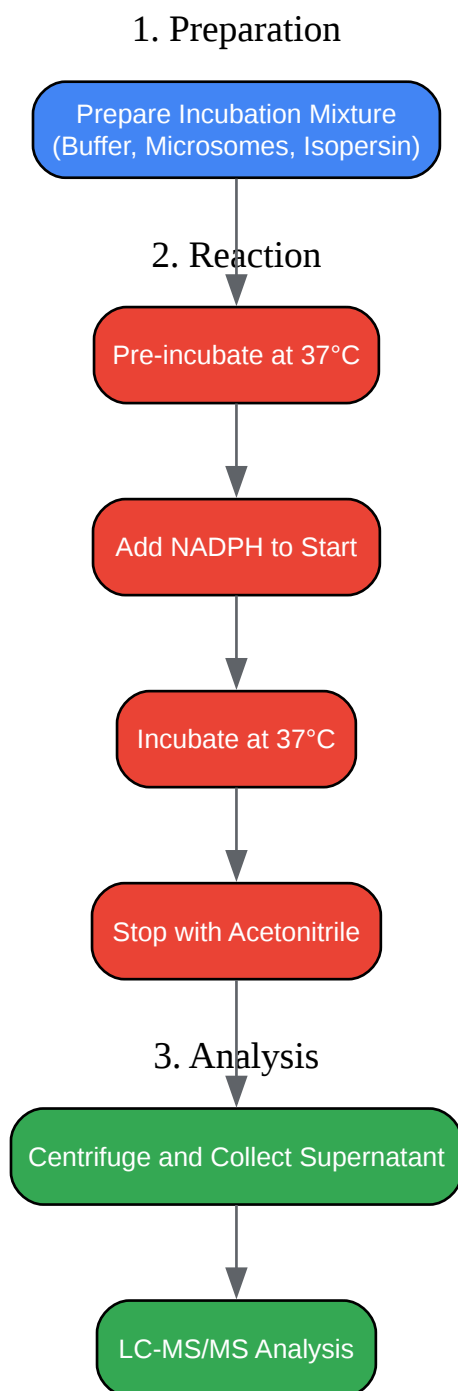 1. Preparation
Prepare Incubation Mixture
(Buffer, Microsomes, Isopersin)
2. Reaction
Pre-incubate at 37°C
Add NADPH to Start
Incubate at 37°C
Stop with Acetonitrile
3. Analysis
Centrifuge and Collect Supernatant
LC-MS/MS Analysis